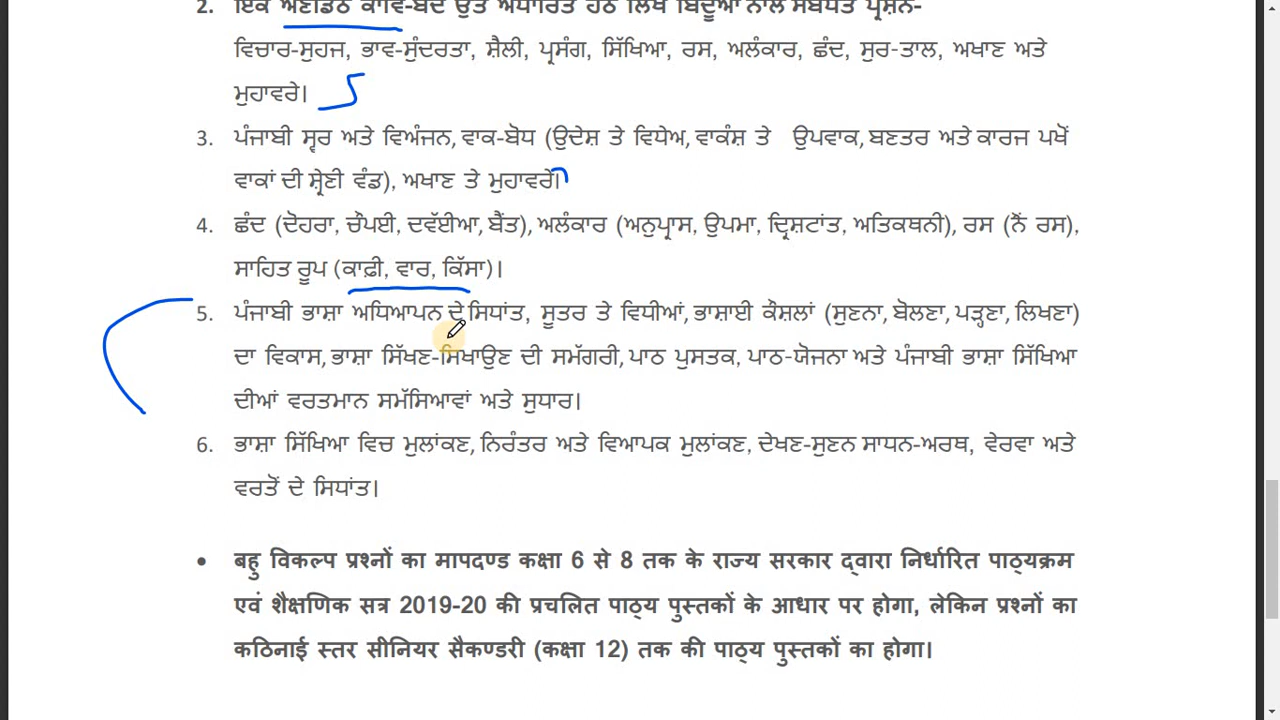 2. ਇਕ ਅਣਡਿੱਠ ਕਾਵਿ-ਬੰਦ ਉੱਤੇ ਅਧਾਰਿਤ ਹੇਠ ਲਿਖੇ ਬਿੰਦੂਆਂ ਨਾਲ ਸੰਬੰਧਤ ਪ੍ਰਸ਼ਨ-
ਵਿਚਾਰ-ਸੁਹਜ, ਭਾਵ-ਸੁੰਦਰਤਾ, ਸ਼ੈਲੀ, ਪ੍ਰਸੰਗ, ਸਿੱਖਿਆ, ਰਸ, ਅਲੰਕਾਰ, ਛੰਦ, ਸੁਰ-ਤਾਲ, ਅਖਾਣ ਅਤੇ
ਮੁਹਾਵਰੇ।
3. ਪੰਜਾਬੀ ਸ੍ਵਰ ਅਤੇ ਵਿਅੰਜਨ, ਵਾਕ-ਬੋਧ (ਉਦੇਸ਼ ਤੇ ਵਿਧੇਅ, ਵਾਕੰਸ਼ ਤੇ ਉਪਵਾਕ, ਬਣਤਰ ਅਤੇ ਕਾਰਜ ਪਖੋਂ
ਵਾਕਾਂ ਦੀ ਸ਼੍ਰੇਣੀ ਵੰਡ), ਅਖਾਣ ਤੇ ਮੁਹਾਵਰੇ।
4. ਛੰਦ (ਦੋਹਰਾ, ਚੌਪਈ, ਦਵੱਈਆ, ਬੈਂਤ), ਅਲੰਕਾਰ (ਅਨੁਪ੍ਰਾਸ, ਉਪਮਾ, ਦ੍ਰਿਸ਼ਟਾਂਤ, ਅਤਿਕਥਨੀ), ਰਸ (ਨੌਂ ਰਸ),
ਸਾਹਿਤ ਰੂਪ (ਕਾਫ਼ੀ, ਵਾਰ, ਕਿੱਸਾ)।
5. ਪੰਜਾਬੀ ਭਾਸ਼ਾ ਅਧਿਆਪਨ ਦੇ ਸਿਧਾਂਤ, ਸੂਤਰ ਤੇ ਵਿਧੀਆਂ, ਭਾਸ਼ਾਈ ਕੌਸ਼ਲਾਂ (ਸੁਣਨਾ, ਬੋਲਣਾ, ਪੜ੍ਹਣਾ, ਲਿਖਣਾ)
ਦਾ ਵਿਕਾਸ, ਭਾਸ਼ਾ ਸਿੱਖਣ-ਸਿਖਾਉਣ ਦੀ ਸਮੱਗਰੀ, ਪਾਠ ਪੁਸਤਕ, ਪਾਠ-ਯੋਜਨਾ ਅਤੇ ਪੰਜਾਬੀ ਭਾਸ਼ਾ ਸਿੱਖਿਆ
ਦੀਆਂ ਵਰਤਮਾਨ ਸਮੱਸਿਆਵਾਂ ਅਤੇ ਸੁਧਾਰ।
6. ਭਾਸ਼ਾ ਸਿੱਖਿਆ ਵਿਚ ਮੁਲਾਂਕਣ, ਨਿਰੰਤਰ ਅਤੇ ਵਿਆਪਕ ਮੁਲਾਂਕਣ, ਦੇਖਣ-ਸੁਣਨ ਸਾਧਨ-ਅਰਥ, ਵੇਰਵਾ ਅਤੇ
ਵਰਤੋਂ ਦੇ ਸਿਧਾਂਤ।
• बहु विकल्प प्रश्नों का मापदण्ड कक्षा 6 से 8 तक के राज्य सरकार द्वारा निर्धारित पाठ्यक्रम
एवं शैक्षणिक सत्र 2019-20 की प्रचलित पाठ्य पुस्तकों के आधार पर होगा, लेकिन प्रश्नों का
कठिनाई स्तर सीनियर सैकण्डरी (कक्षा 12) तक की पाठ्य पुस्तकों का होगा।